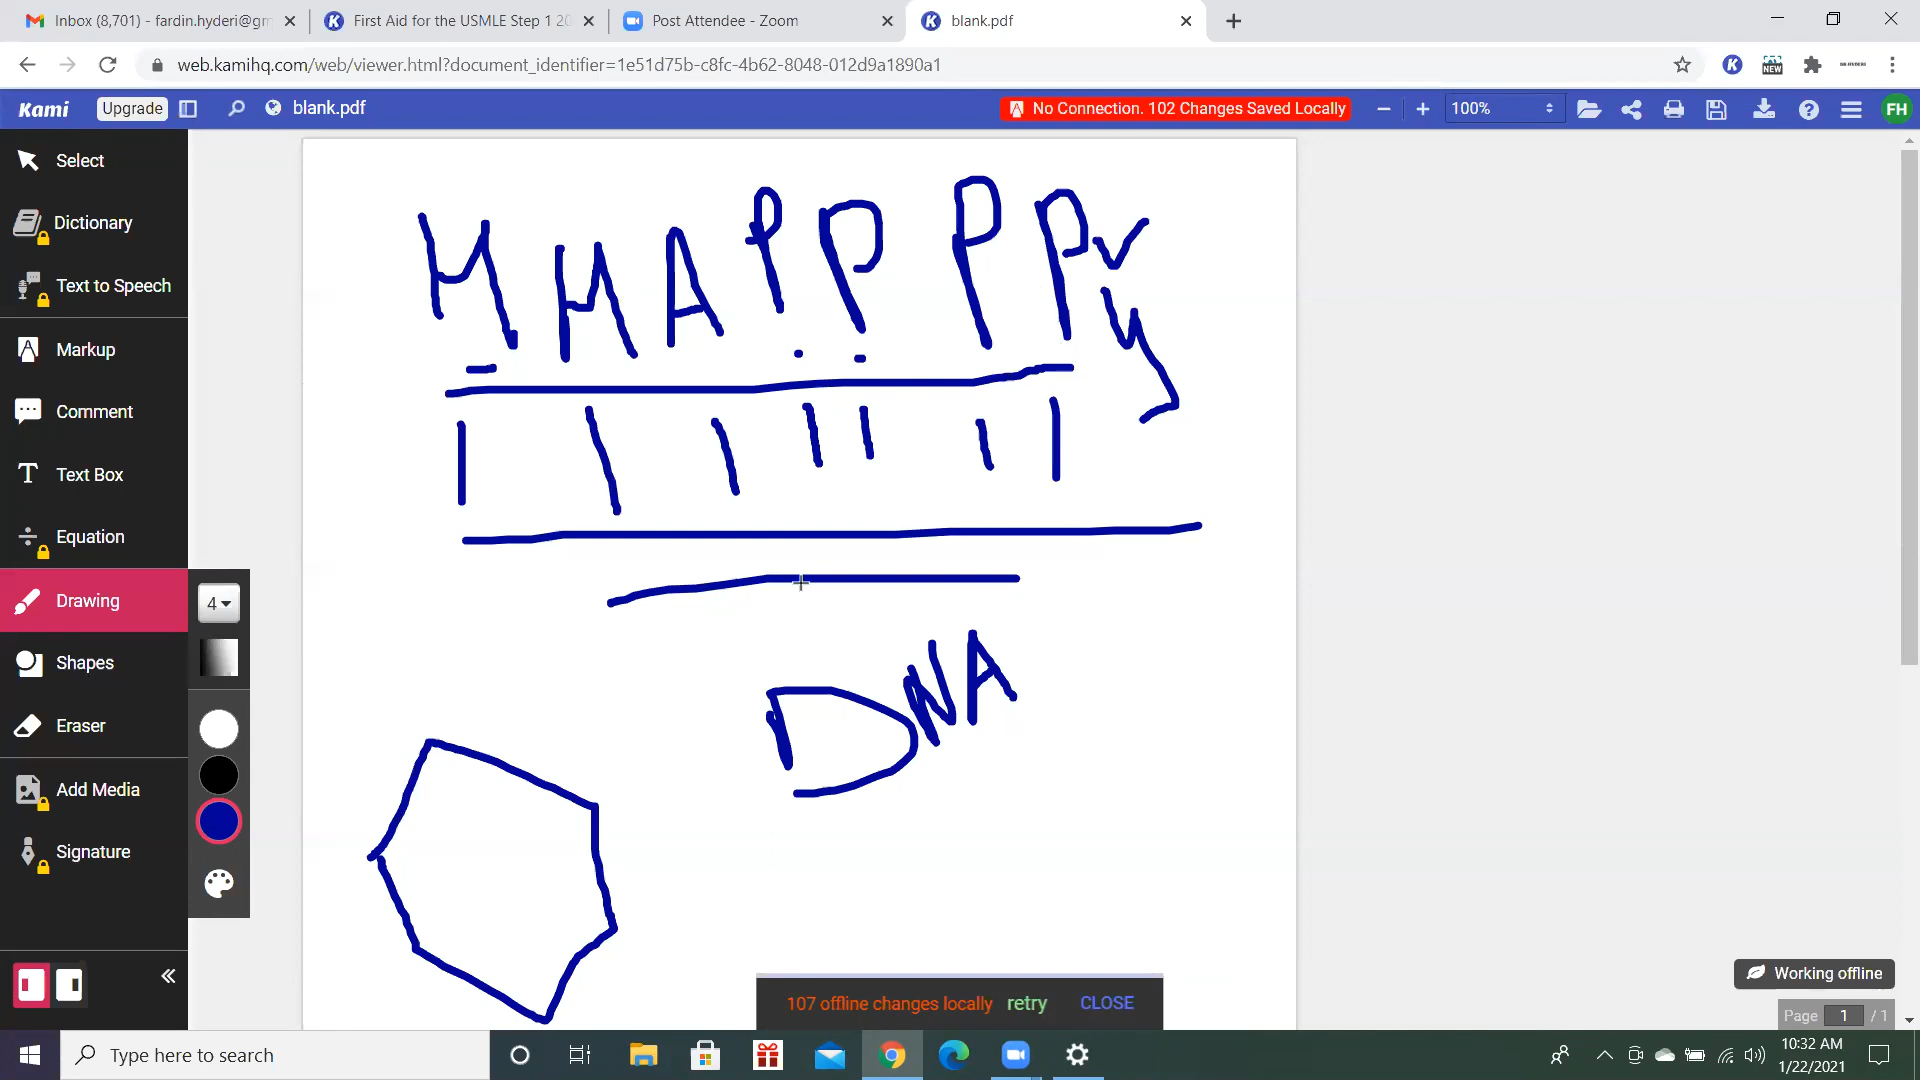 Inbox (8,701) - fardin.hyderi@gm
First Aid for the USMLE Step 1 20
Post Attendee - Zoom
blank.pdf
web.kamihq.com/web/viewer.html?document_identifier=1e51d75b-c8fc-4b62-8048-012d9a1890a1
NEW
Kami
Upgrade
blank.pdf
No Connection. 102 Changes Saved Locally
100%
FH
Select
Dictionary
Text to Speech
Markup
Comment
Text Box
Equation
Drawing
Shapes
Eraser
Add Media
Signature
4
M M A P P P P v
y
DNA
107 offline changes locally retry CLOSE
Working offline
Page 1 / 1
Type here to search
10:32 AM
1/22/2021